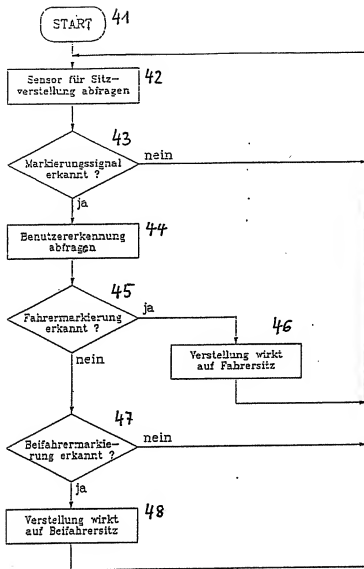 START 41
Sensor für Sitz-
verstellung abfragen
42
43
Markierungssignal
erkannt ?
nein
ja
Benutzererkennung
abfragen
44
45
Fahrermarkierung
erkannt ?
ja
nein
46
Verstellung wirkt
auf Fahrersitz
47
Beifahrermarkie-
rung erkannt ?
nein
ja
Verstellung wirkt
auf Beifahrersitz
48